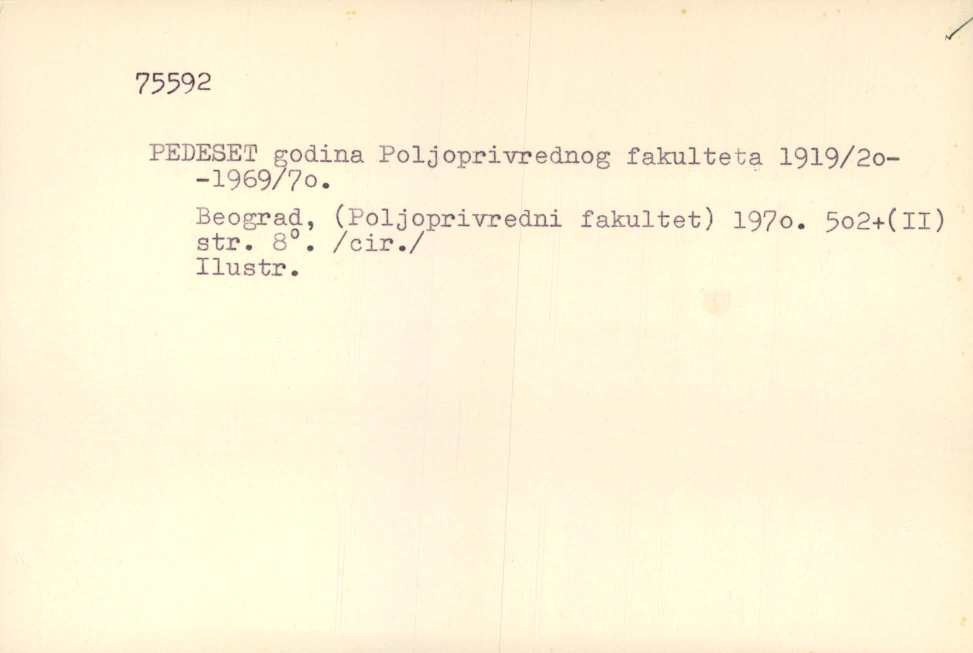 75592
PEDESET godina Poljoprivrednog fakulteta 1919/2o-
-1969/7o.
Beograd, (Poljoprivredni fakultet) 197o. 5o2+(II)
str. 8°. /cir./
Ilustr.